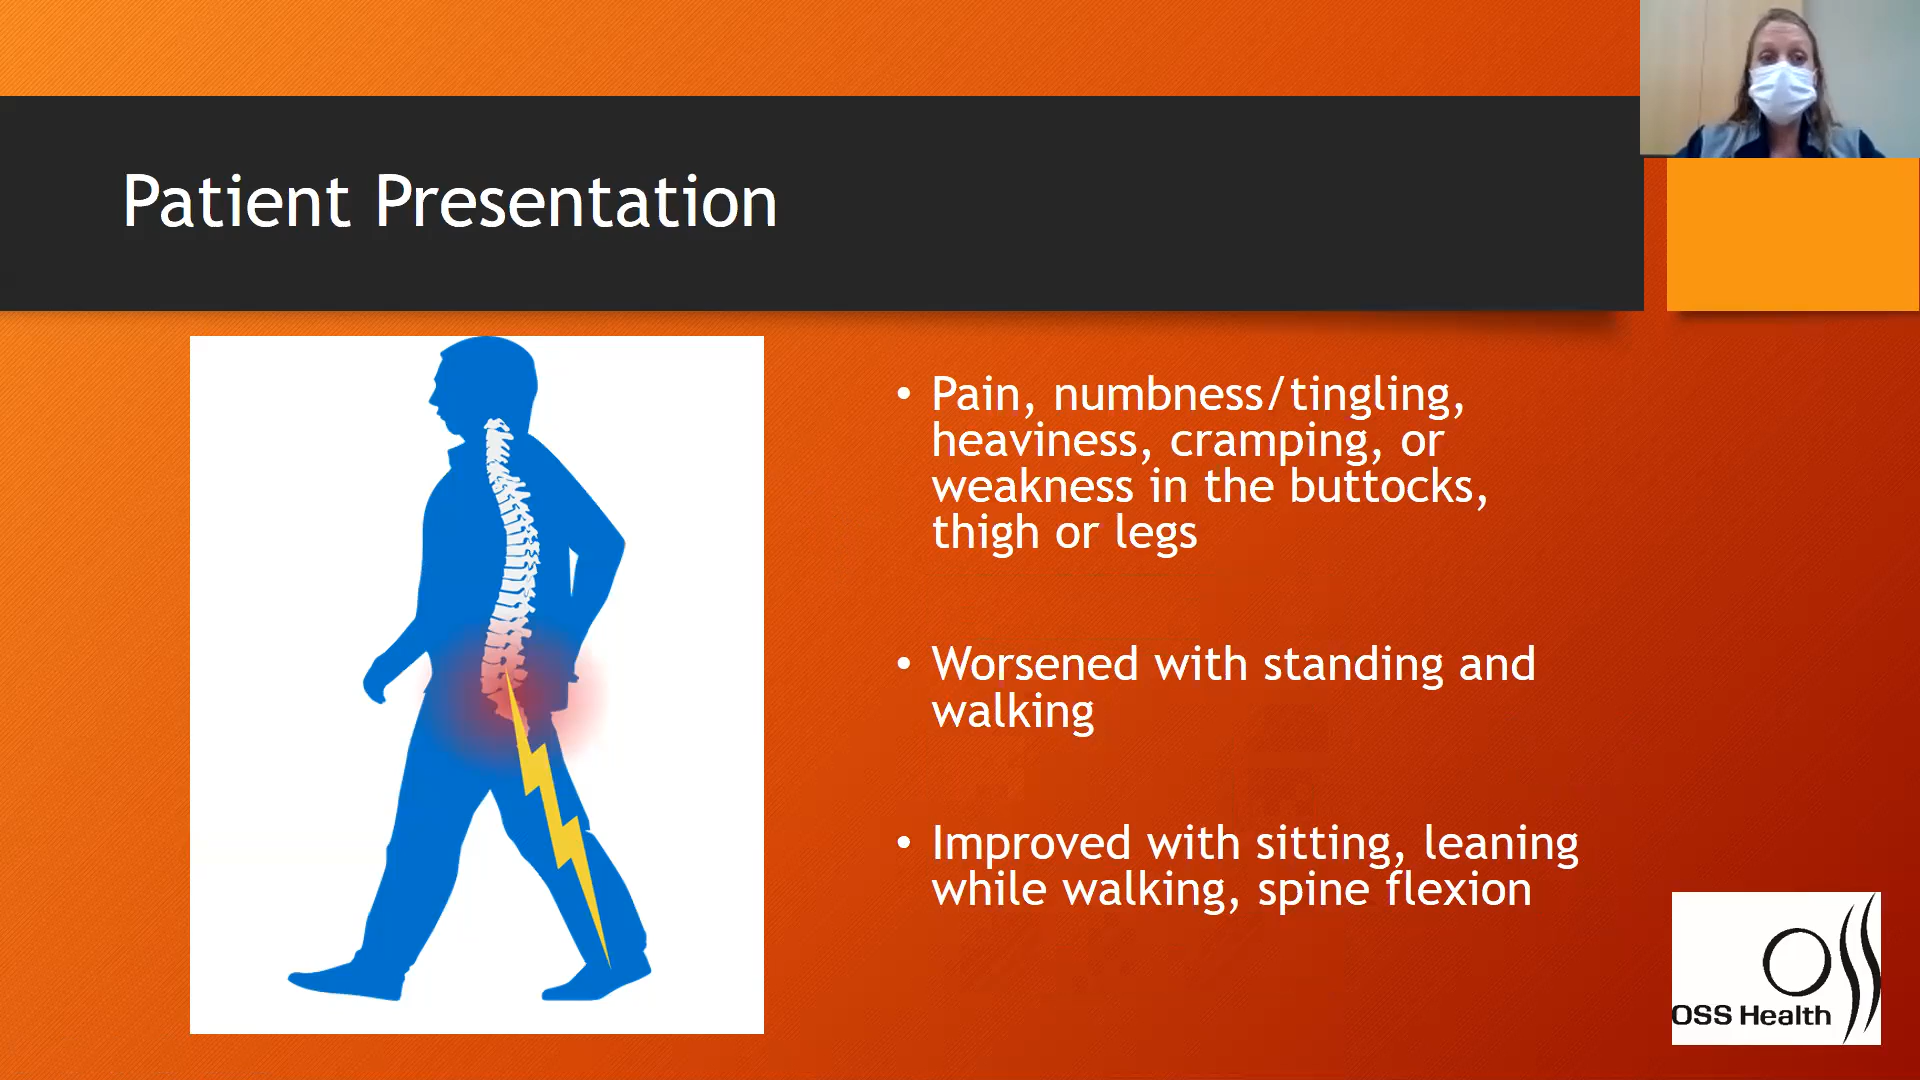 Patient Presentation
• Pain, numbness/tingling,
heaviness, cramping, or
weakness in the buttocks,
thigh or legs
• Worsened with standing and
walking
• Improved with sitting, leaning
while walking, spine flexion
OSS Health